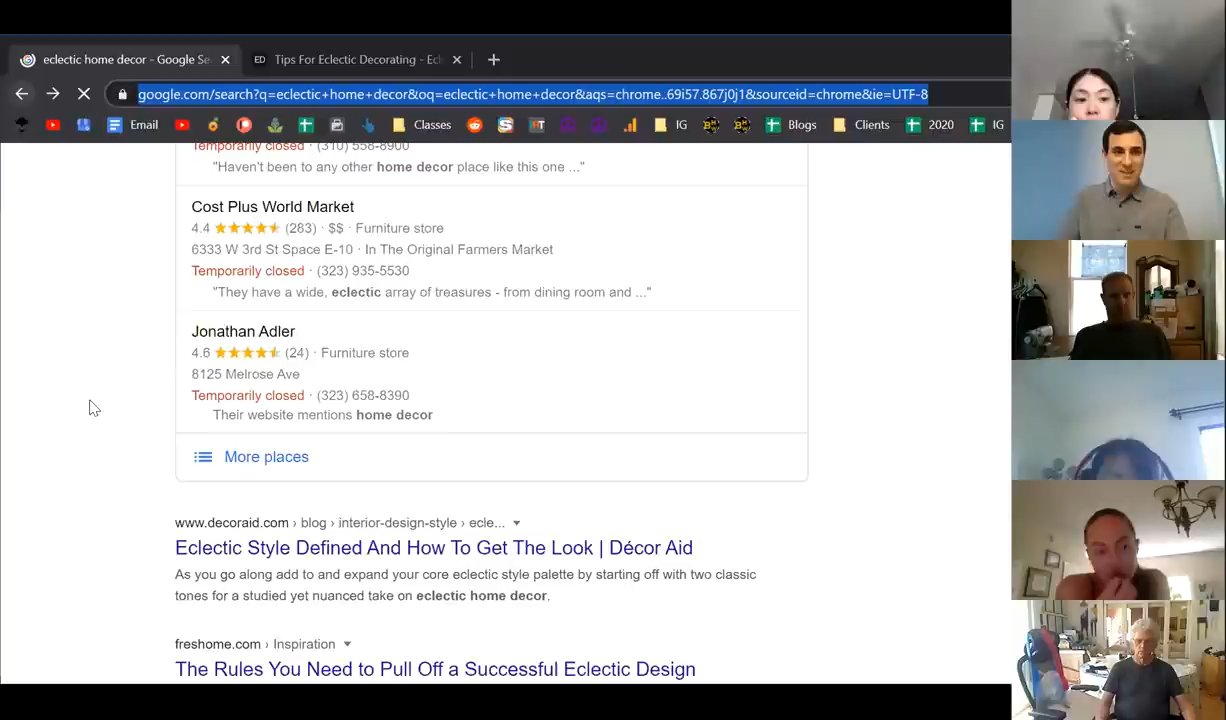 eclectic home decor - Google Se
ED Tips For Eclectic Decorating - Ecl
google.com/search?q=eclectic+home+decor&oq=eclectic+home+decor&aqs=chrome..69i57.867j0j1&sourceid=chrome&ie=UTF-8
Email Classes HT IG Blogs Clients 2020 IG
Temporarily closed · (310) 558-8900
"Haven't been to any other home decor place like this one ..."
Cost Plus World Market
4.4 (283) · $$ · Furniture store
6333 W 3rd St Space E-10 · In The Original Farmers Market
Temporarily closed · (323) 935-5530
"They have a wide, eclectic array of treasures - from dining room and ..."
Jonathan Adler
4.6 (24) · Furniture store
8125 Melrose Ave
Temporarily closed · (323) 658-8390
Their website mentions home decor
More places
www.decoraid.com › blog › interior-design-style › ecle...
Eclectic Style Defined And How To Get The Look | Décor Aid
As you go along add to and expand your core eclectic style palette by starting off with two classic
tones for a studied yet nuanced take on eclectic home decor.
freshome.com › Inspiration
The Rules You Need to Pull Off a Successful Eclectic Design